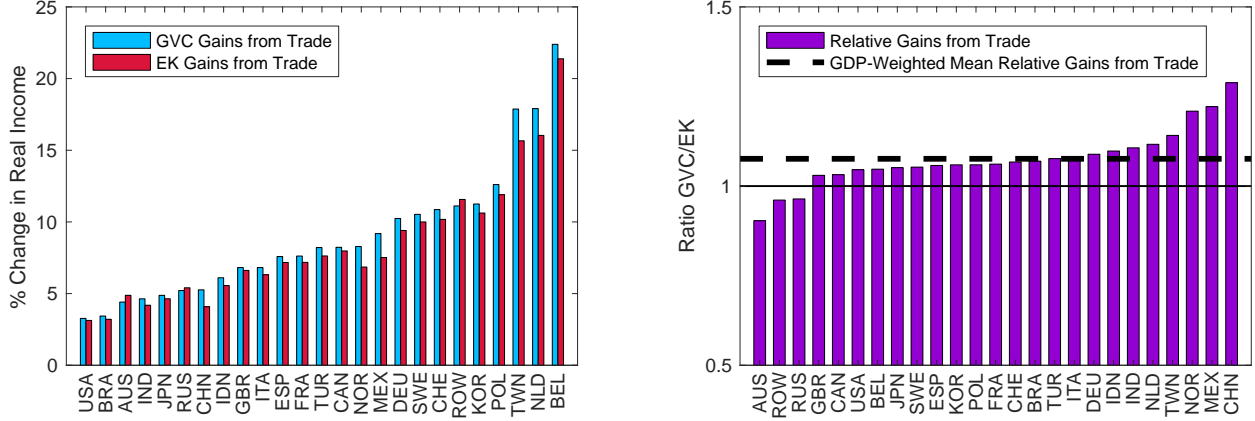 % Change in Real Income
25
20
15
10
5
0
GVC Gains from Trade
EK Gains from Trade
USA
BRA
AUS
IND
JPN
RUS
CHN
IDN
GBR
ITA
ESP
FRA
TUR
CAN
NOR
MEX
DEU
SWE
CHE
ROW
KOR
POL
TWN
NLD
BEL
Ratio GVC/EK
1.5
1
0.5
Relative Gains from Trade
GDP-Weighted Mean Relative Gains from Trade
AUS
ROW
RUS
GBR
CAN
USA
BEL
JPN
SWE
ESP
KOR
POL
FRA
CHE
BRA
TUR
ITA
DEU
IDN
IND
NLD
TWN
NOR
MEX
CHN